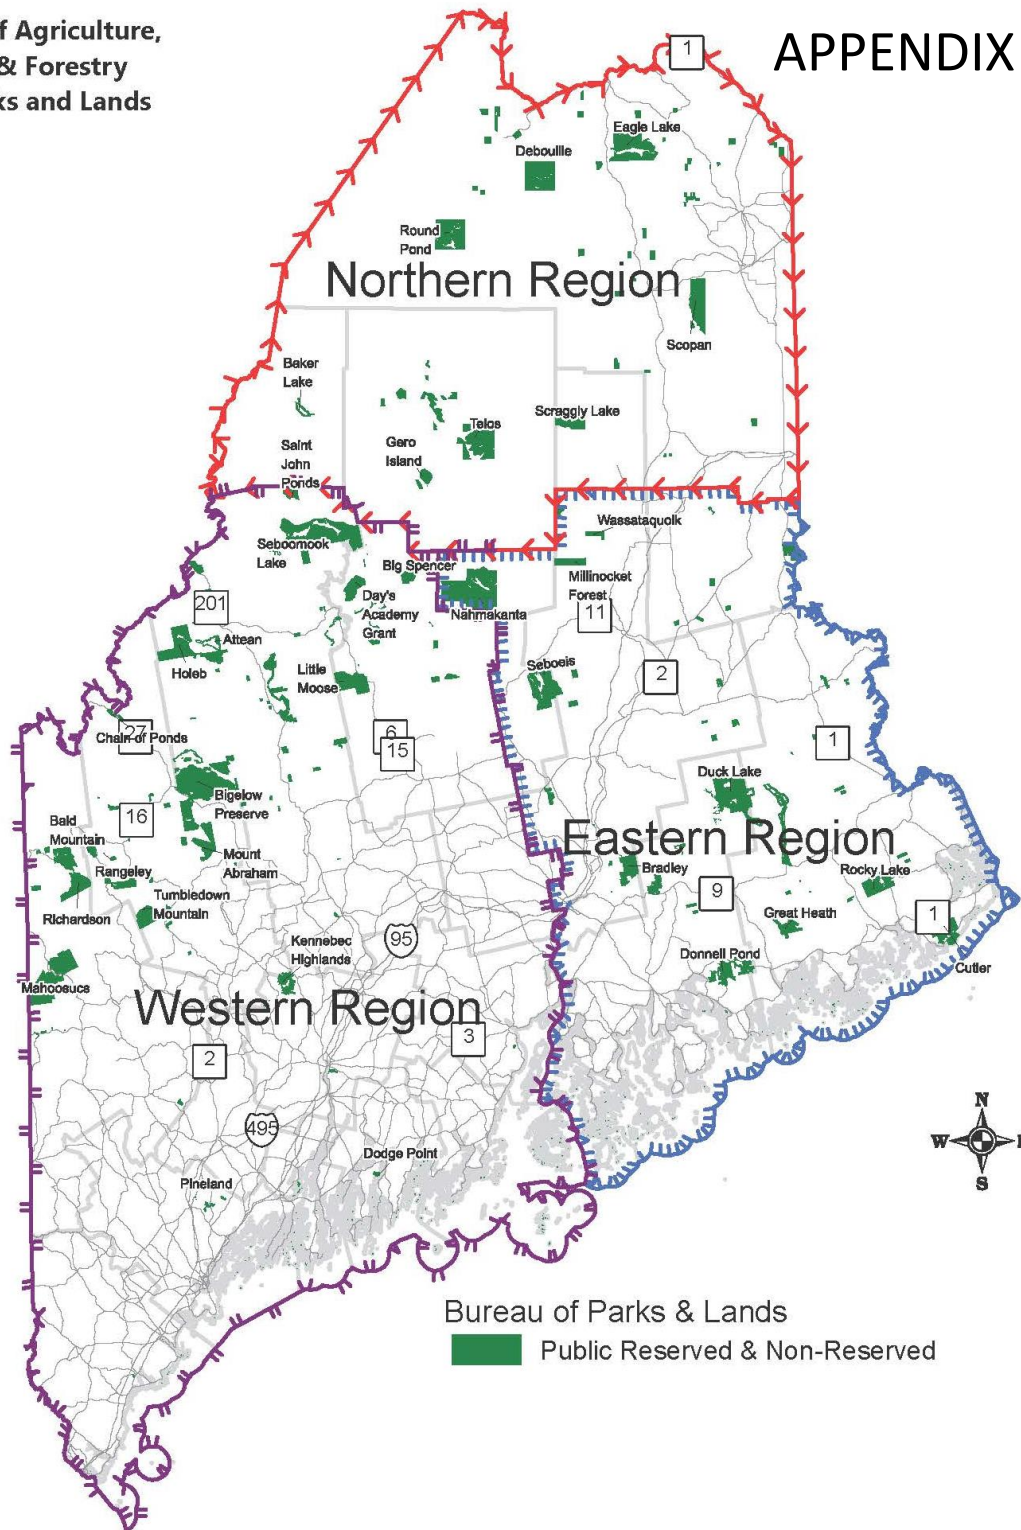 f Agriculture,
& Forestry
ks and Lands
APPENDIX
1
Eagle Lake
Deboullie
Round
Pond
Northern Region
Scopan
Baker
Lake
Scraggly Lake
Telos
Gero
Island
Saint
John
Ponds
Wassataquoik
Seboomook
Lake
Big Spencer
Millinocket
Forest
Nahmakanta
Day's
Academy
Grant
201
11
Attean
Holeb
Little
Moose
Seboeis
2
27
Chain of Ponds
6
15
1
Duck Lake
Bigelow
Preserve
16
Bald
Mountain
Eastern Region
Mount
Abraham
Rangeley
Bradley
Rocky Lake
Tumbledown
Mountain
Richardson
9
Great Heath
1
Kennebec
Highlands
95
Donnell Pond
Cutler
Mahoosucs
Western Region
3
2
495
Dodge Point
Pineland
N
W
S
Bureau of Parks & Lands
Public Reserved & Non-Reserved